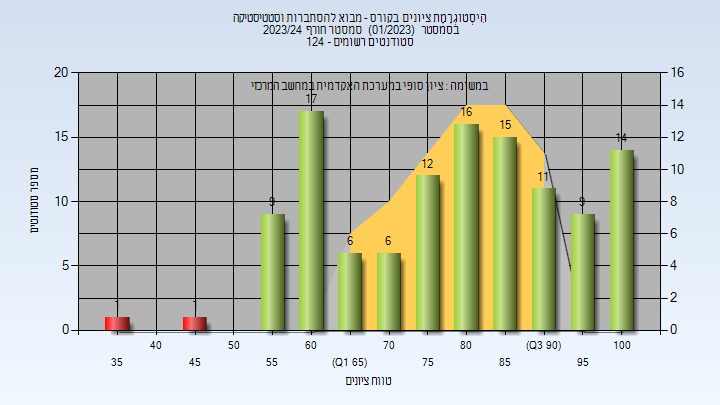 היסטוגרמת ציונים בקורס - מבוא להסתברות וסטטיסטיקה
בסמסטר (01/2023) סמסטר חורף 2023/24
סטודנטים רשומים - 124
במשימה : ציון סופי במערכת האקדמית במחשב המרכזי
20 16
17
14
16
15 15 14 12
12
11 10
10 9 9 8
6 6 6
5 4
1 1 2
0 0
40 50 60 70 80 (Q3 90) 100
35 45 55 (Q1 65) 75 85 95
טווח ציונים
מספר סטודנטים